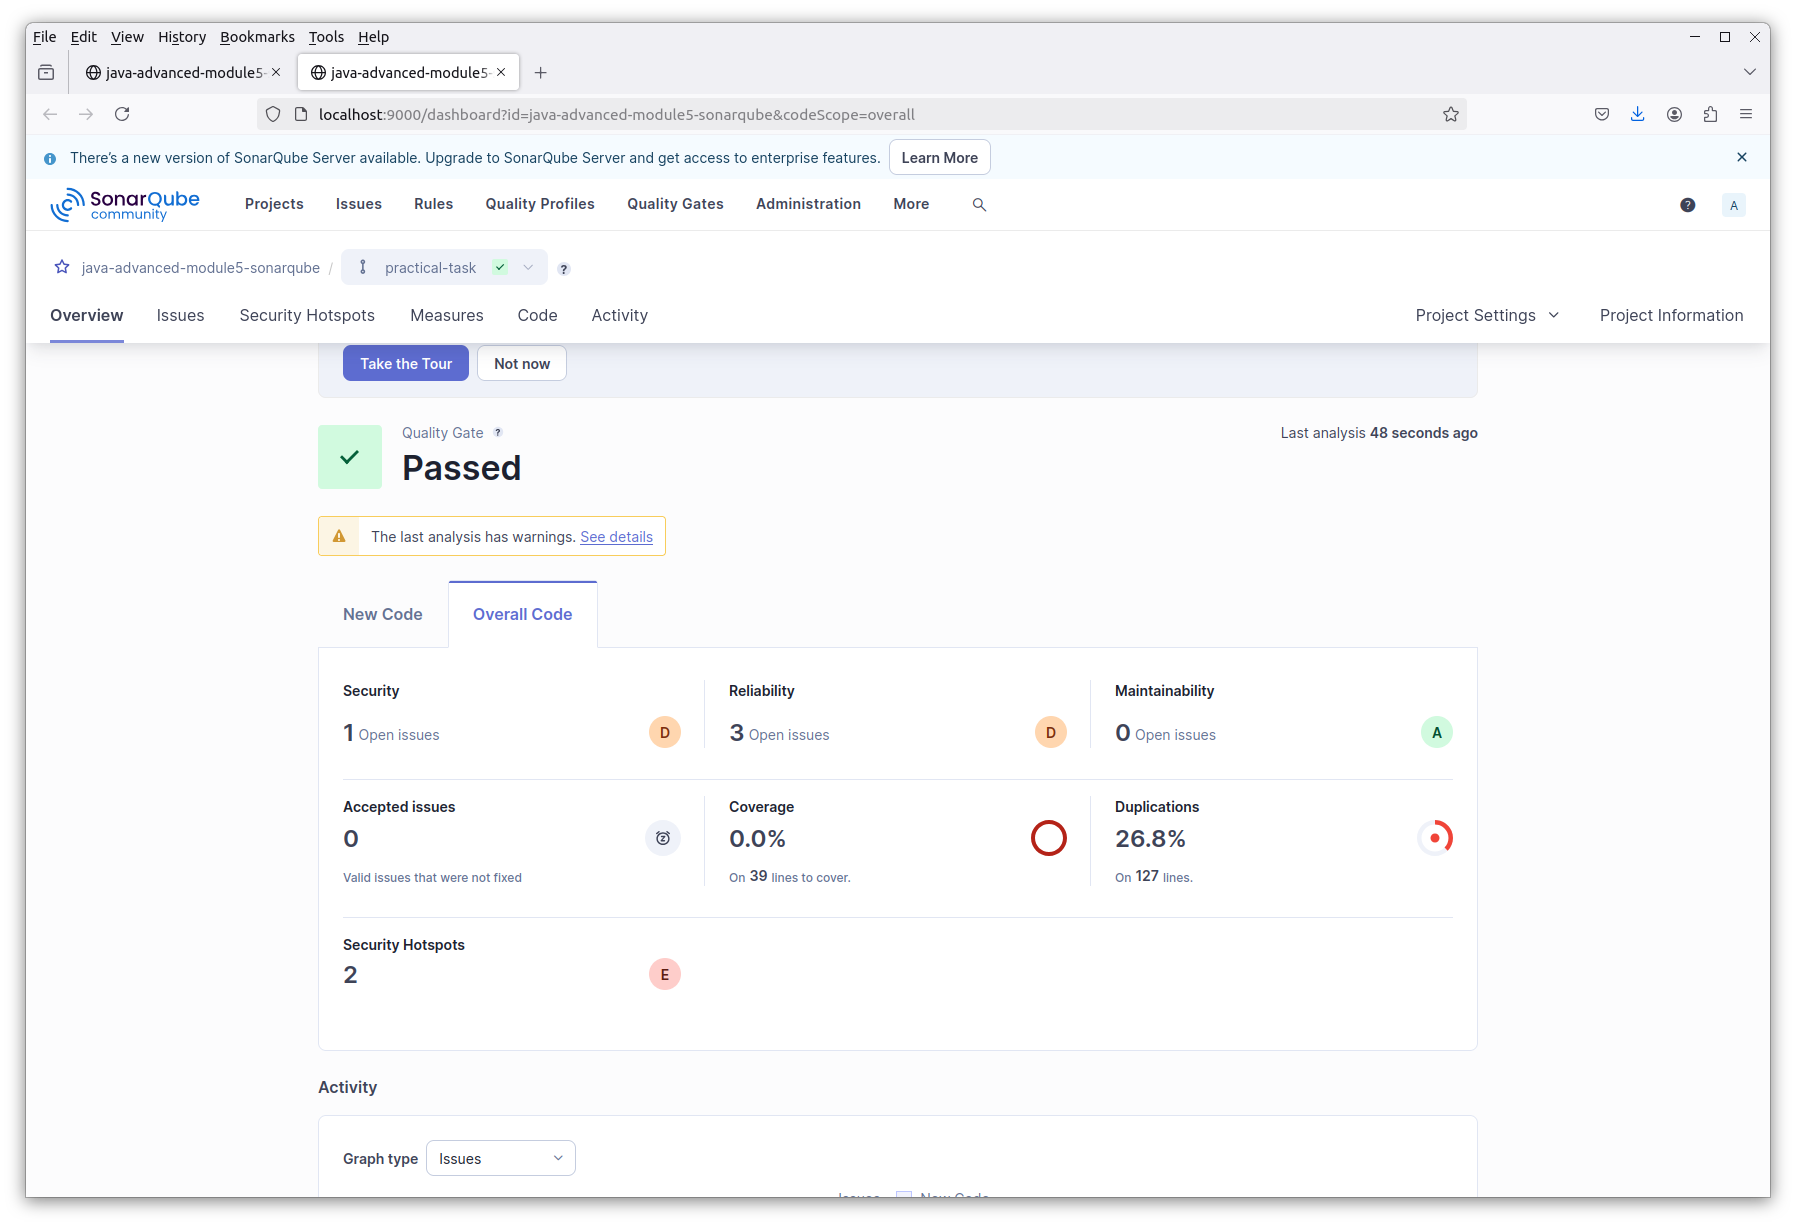 File Edit View History Bookmarks Tools Help
java-advanced-module5- java-advanced-module5-
localhost:9000/dashboard?id=java-advanced-module5-sonarqube&codeScope=overall
There's a new version of SonarQube Server available. Upgrade to SonarQube Server and get access to enterprise features. Learn More
SonarQube community Projects Issues Rules Quality Profiles Quality Gates Administration More ? A
java-advanced-module5-sonarqube / practical-task ?
Overview Issues Security Hotspots Measures Code Activity Project Settings Project Information
Take the Tour Not now
Quality Gate ? Last analysis 48 seconds ago
Passed
The last analysis has warnings. See details
New Code Overall Code
Security Reliability Maintainability
1 Open issues D 3 Open issues D 0 Open issues A
Accepted issues Coverage Duplications
0 0.0% 26.8%
Valid issues that were not fixed On 39 lines to cover. On 127 lines.
Security Hotspots
2 E
Activity
Graph type Issues
Issues New Code